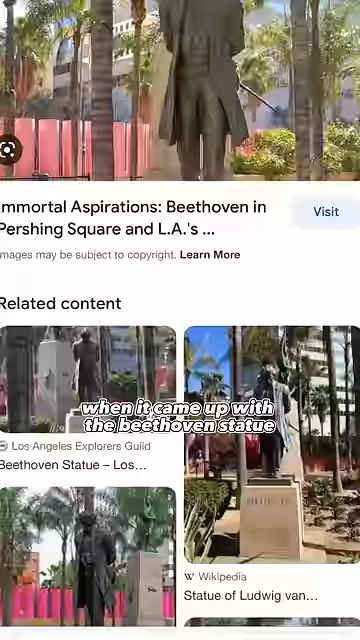 mmortal Aspirations: Beethoven in
Pershing Square and L.A.'s ...
Visit
mages may be subject to copyright. Learn More
Related content
when it came up with
the beethoven statue
Los Angeles Explorers Guild
Beethoven Statue – Los...
W Wikipedia
Statue of Ludwig van...